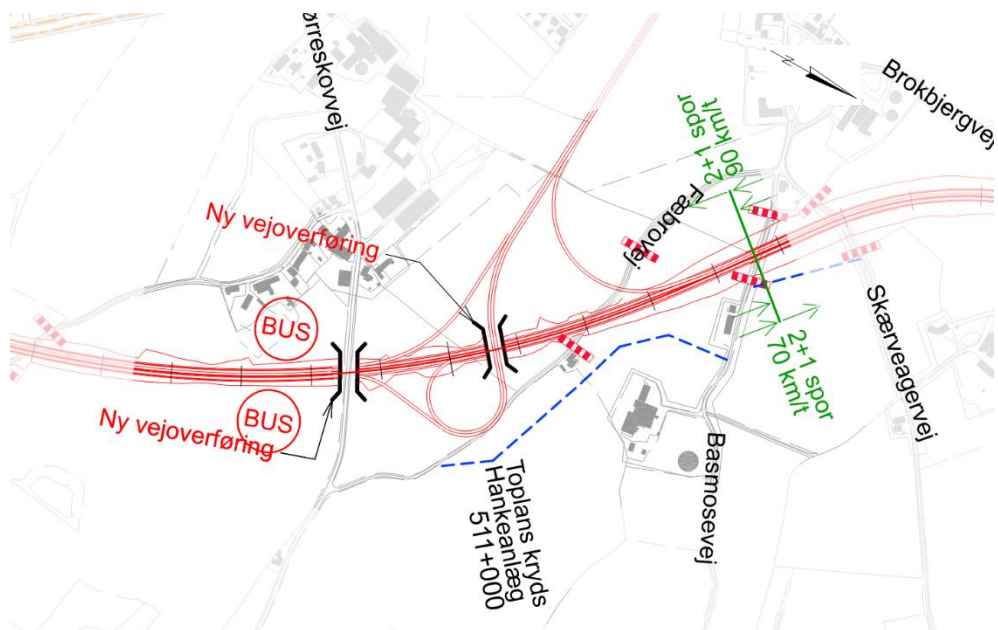 ørreskovvej
N
Brokbjergvej
2+1 spor
90 km/t
Fæbrovej
Ny vejoverføring
BUS
BUS
Ny vejoverføring
Skærveagervej
2+1 spor
70 km/t
Toplans kryds
Hankeanlæg
511+000
Basmosevej